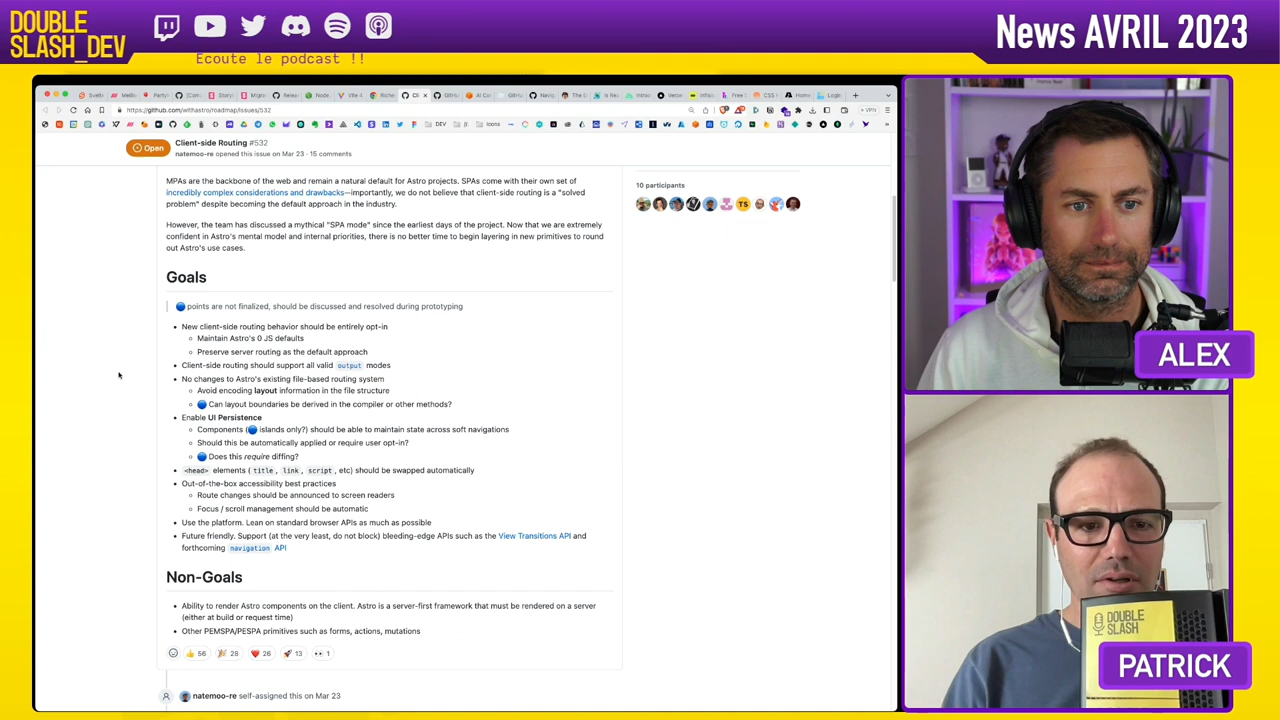 DOUBLE
SLASH_DEV
Ecoute le podcast !!
News AVRIL 2023
https://github.com/withastro/roadmap/issues/532
VPN
DEV
Icons
Open
Client-side Routing #532
natemoo-re opened this issue on Mar 23 · 15 comments
MPAs are the backbone of the web and remain a natural default for Astro projects. SPAs come with their own set of
incredibly complex considerations and drawbacks—importantly, we do not believe that client-side routing is a "solved
problem" despite becoming the default approach in the industry.
However, the team has discussed a mythical "SPA mode" since the earliest days of the project. Now that we are extremely
confident in Astro's mental model and internal priorities, there is no better time to begin layering in new primitives to round
out Astro's use cases.
Goals
points are not finalized, should be discussed and resolved during prototyping
New client-side routing behavior should be entirely opt-in
Maintain Astro's 0 JS defaults
Preserve server routing as the default approach
Client-side routing should support all valid output modes
No changes to Astro's existing file-based routing system
Avoid encoding layout information in the file structure
Can layout boundaries be derived in the compiler or other methods?
Enable UI Persistence
Components (🔵 islands only?) should be able to maintain state across soft navigations
Should this be automatically applied or require user opt-in?
Does this require diffing?
<head> elements ( title , link , script , etc) should be swapped automatically
Out-of-the-box accessibility best practices
Route changes should be announced to screen readers
Focus / scroll management should be automatic
Use the platform. Lean on standard browser APIs as much as possible
Future friendly. Support (at the very least, do not block) bleeding-edge APIs such as the View Transitions API and
forthcoming navigation API
Non-Goals
Ability to render Astro components on the client. Astro is a server-first framework that must be rendered on a server
(either at build or request time)
Other PEMSPA/PESPA primitives such as forms, actions, mutations
56 28 26 13 1
natemoo-re self-assigned this on Mar 23
10 participants
TS
ALEX
DOUBLE
SLASH
PATRICK